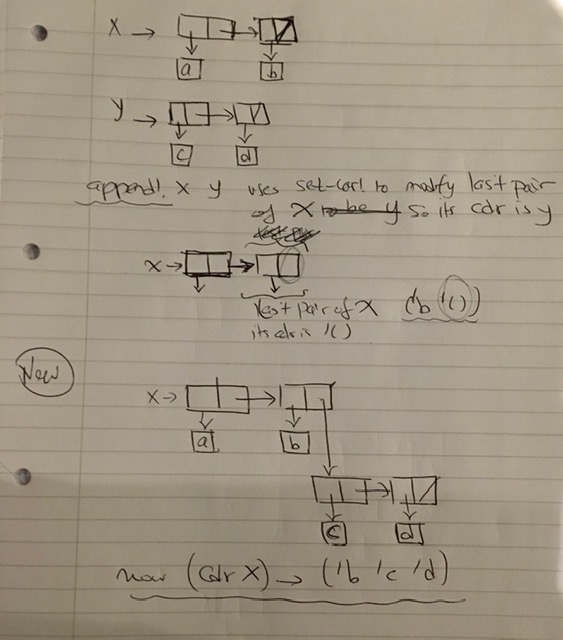 x →
a b
y →
c d
append! x y uses set-cdr! to modify last pair
of x to be y so its cdr is y
x →
last pair of x ('b '())
its cdr is '()
New
x →
a b
c d
now (cdr x) → ('b 'c 'd)